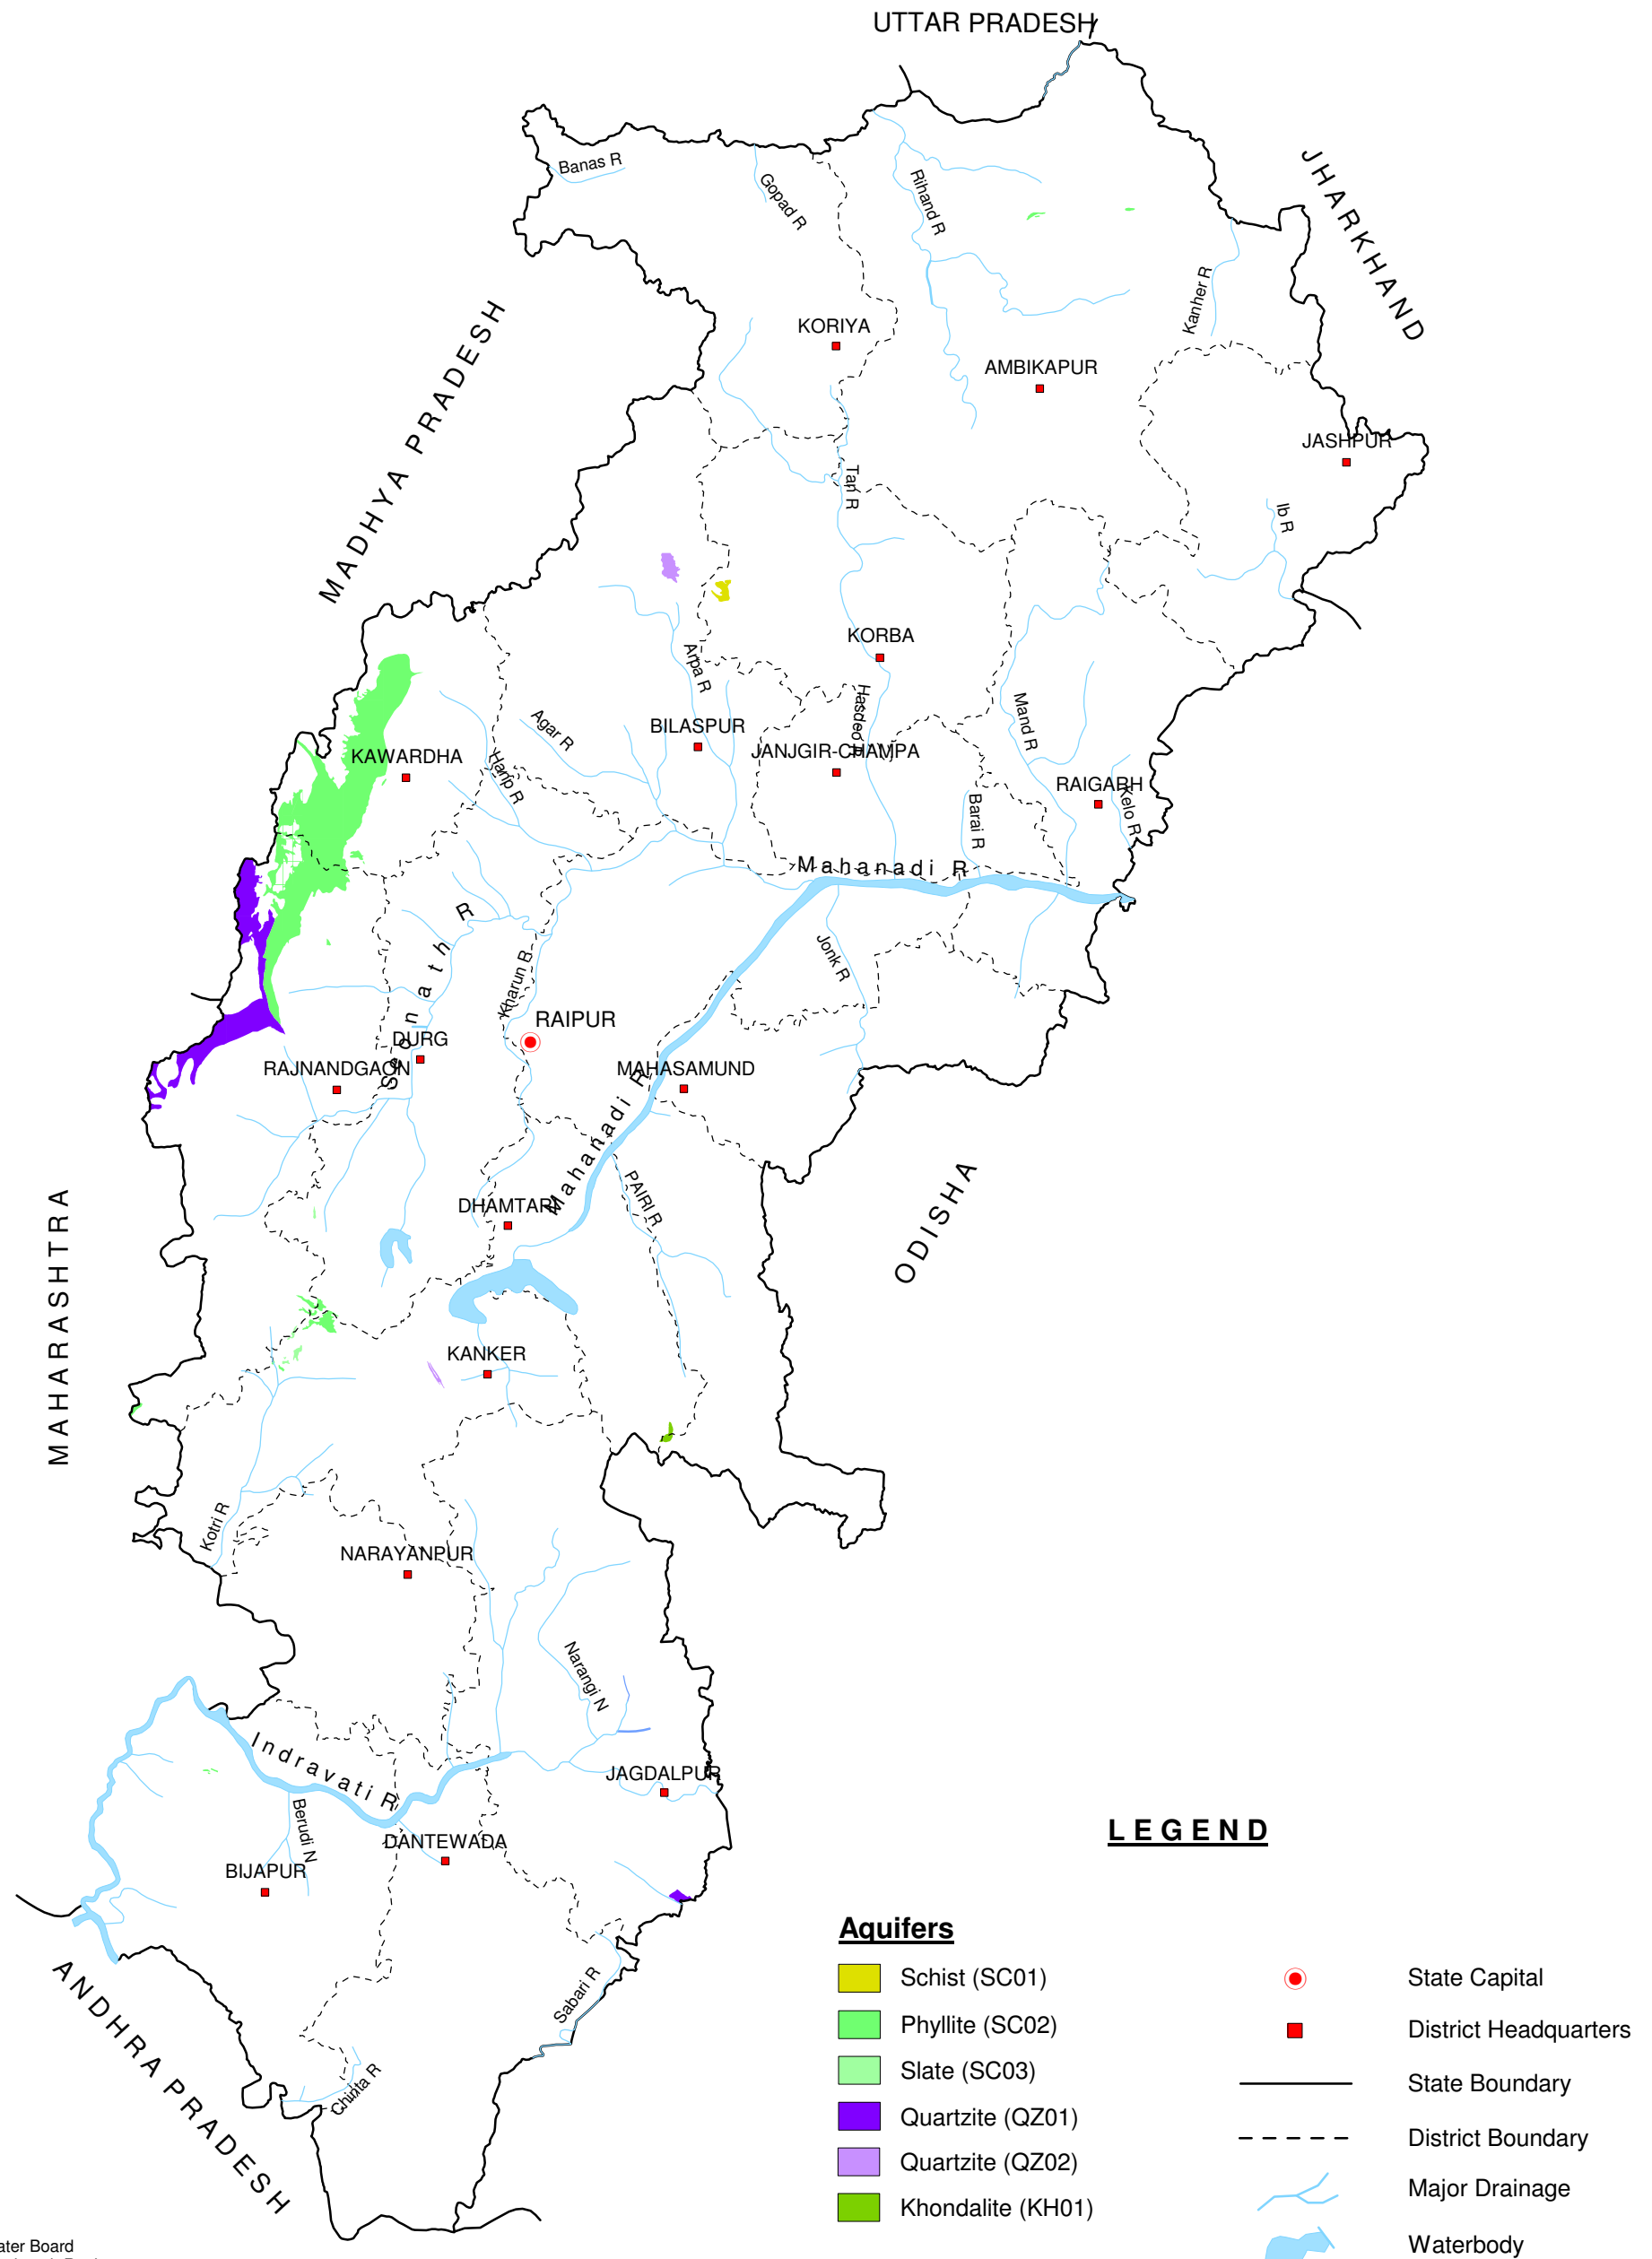 UTTAR PRADESH
JHARKHAND
Banas R
Gopad R
Rihand R
Kanher R
MADHYA PRADESH
KORIYA
AMBIKAPUR
JASHPUR
Tan R
Ib R
KORBA
Arpa R
Hasdeo R
Mand R
Agar R
BILASPUR
JANJGIR-CHAMPA
KAWARDHA
Hanp R
RAIGARH
Kelo R
Barai R
Mahanadi R
Seonath R
Kharun R
Jonk R
RAIPUR
DURG
RAJNANDGAON
MAHASAMUND
Mahanadi R
MAHARASHTRA
ODISHA
DHAMTARI
PAIRI R
KANKER
Kotri R
NARAYANPUR
Narangi N
Indravati R
JAGDALPUR
Berudi N
DANTEWADA
BIJAPUR
Sabari R
Chinta R
ANDHRA PRADESH
LEGEND
Aquifers
Schist (SC01)
Phyllite (SC02)
Slate (SC03)
Quartzite (QZ01)
Quartzite (QZ02)
Khondalite (KH01)
State Capital
District Headquarters
State Boundary
District Boundary
Major Drainage
Waterbody
ater Board